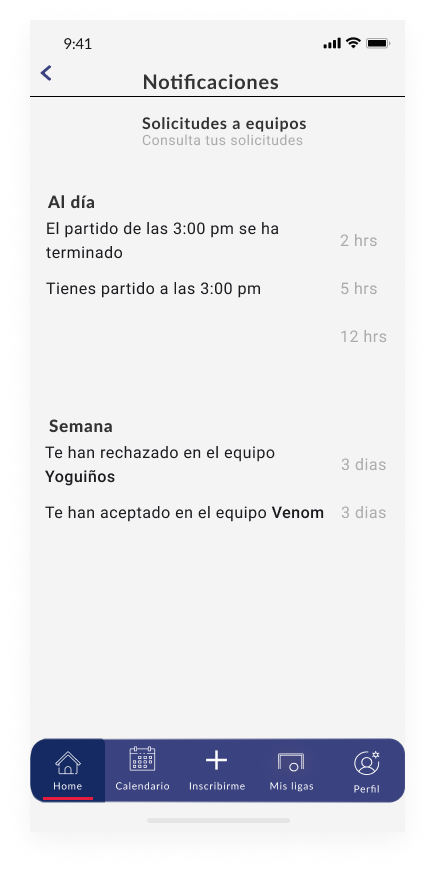 9:41
Notificaciones
Solicitudes a equipos
Consulta tus solicitudes
Al día
El partido de las 3:00 pm se ha
terminado
2 hrs
Tienes partido a las 3:00 pm
5 hrs
12 hrs
Semana
Te han rechazado en el equipo
Yoguiños
3 dias
Te han aceptado en el equipo Venom
3 dias
Home
Calendario
Inscribirme
Mis ligas
Perfil